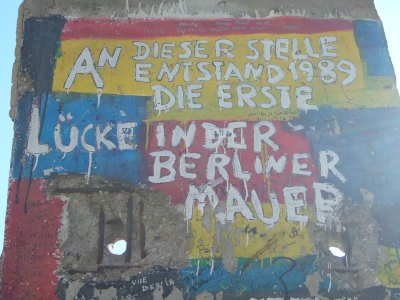 AN DIESER STELLE
ENTSTAND 1989
DIE ERSTE
LÜCKE IN DER
BERLINER
MAUER